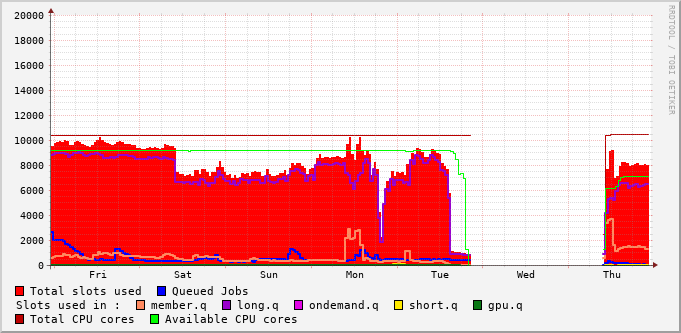 20000
18000
16000
14000
12000
10000
8000
6000
4000
2000
0
Fri Sat Sun Mon Tue Wed Thu
RRDTOOL / TOBI OETIKER
Total slots used Queued Jobs
Slots used in : member.q long.q ondemand.q short.q gpu.q
Total CPU cores Available CPU cores